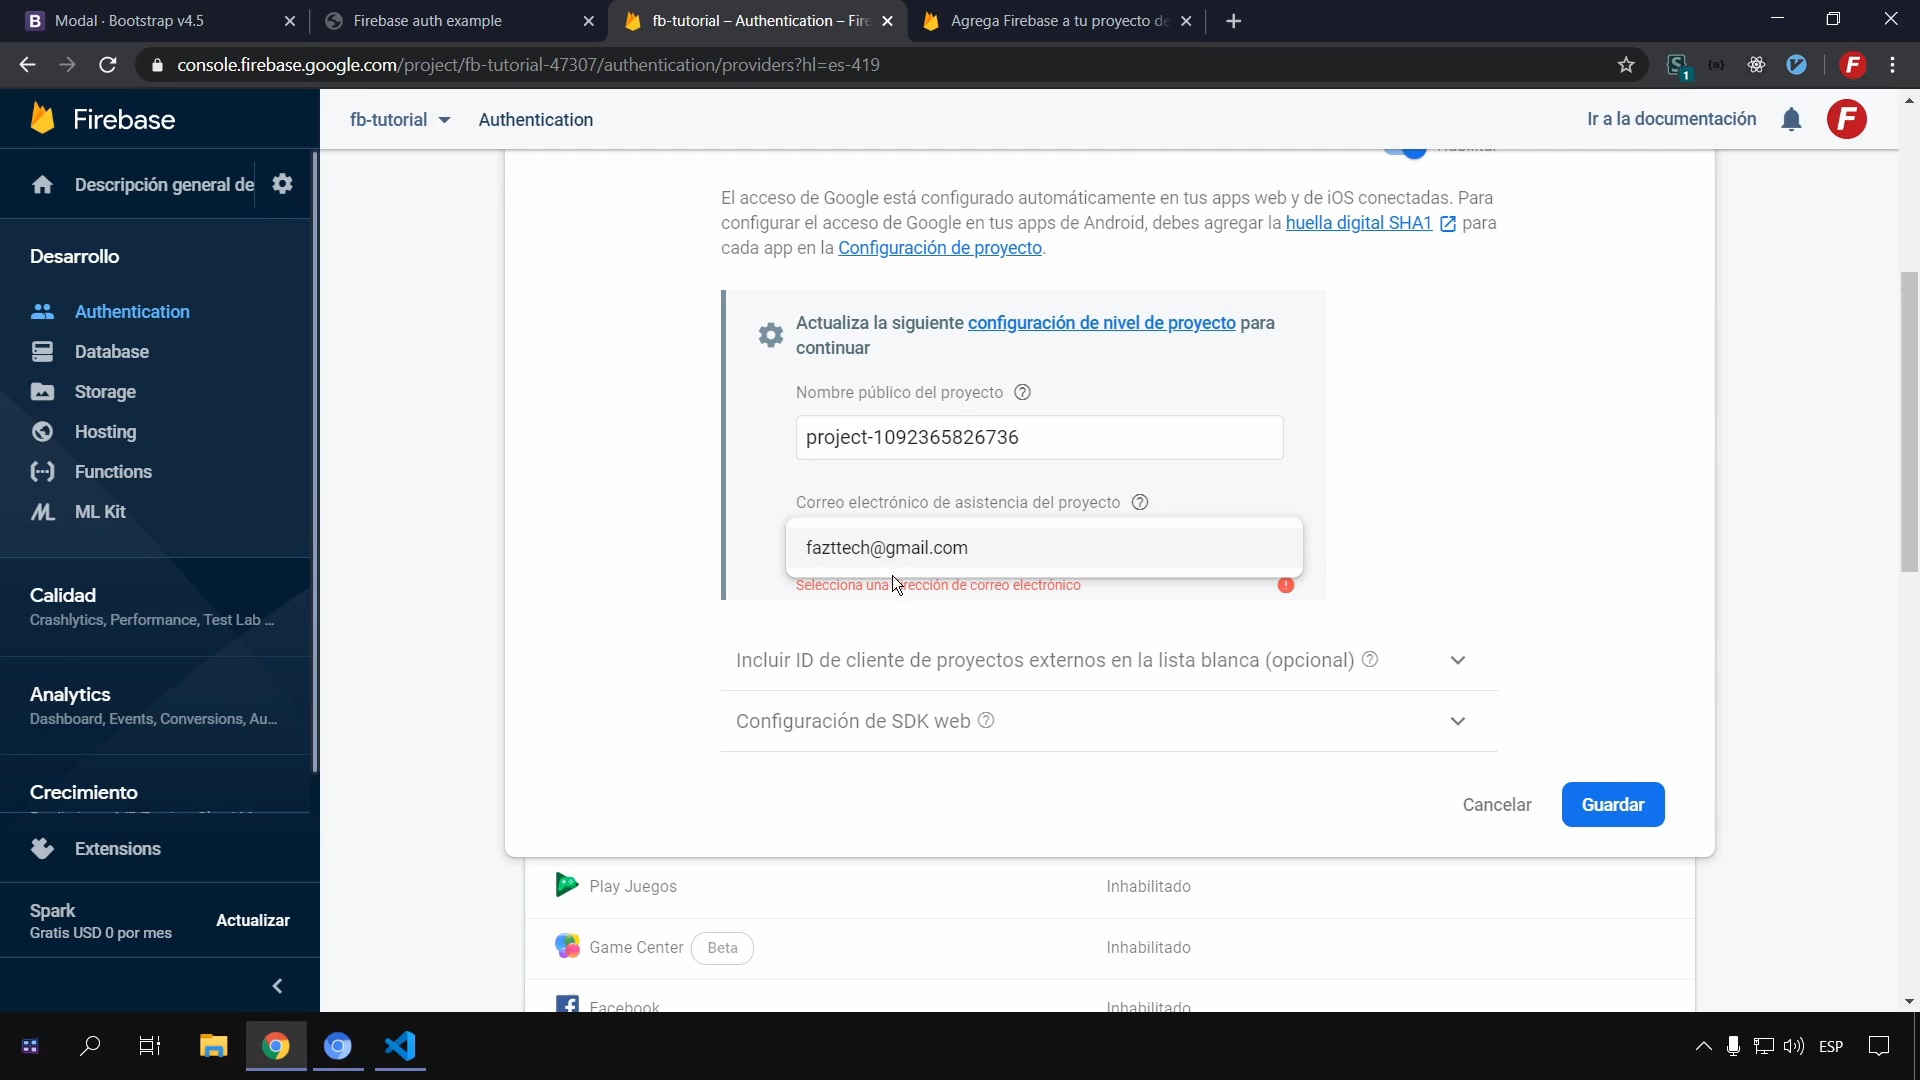 Modal · Bootstrap v4.5
Firebase auth example
fb-tutorial – Authentication – Fire
Agrega Firebase a tu proyecto de
console.firebase.google.com/project/fb-tutorial-47307/authentication/providers?hl=es-419
1
F
Firebase
fb-tutorial
Authentication
Ir a la documentación
F
Descripción general de
Desarrollo
Authentication
Database
Storage
Hosting
Functions
ML Kit
Calidad
Crashlytics, Performance, Test Lab ...
Analytics
Dashboard, Events, Conversions, Au...
Crecimiento
Extensions
Spark
Gratis USD 0 por mes
Actualizar
El acceso de Google está configurado automáticamente en tus apps web y de iOS conectadas. Para
configurar el acceso de Google en tus apps de Android, debes agregar la huella digital SHA1 para
cada app en la Configuración de proyecto.
Actualiza la siguiente configuración de nivel de proyecto para
continuar
Nombre público del proyecto
project-1092365826736
Correo electrónico de asistencia del proyecto
fazttech@gmail.com
Selecciona una dirección de correo electrónico
Incluir ID de cliente de proyectos externos en la lista blanca (opcional)
Configuración de SDK web
Cancelar
Guardar
Play Juegos
Inhabilitado
Game Center
Beta
Inhabilitado
Facebook
Inhabilitado
ESP